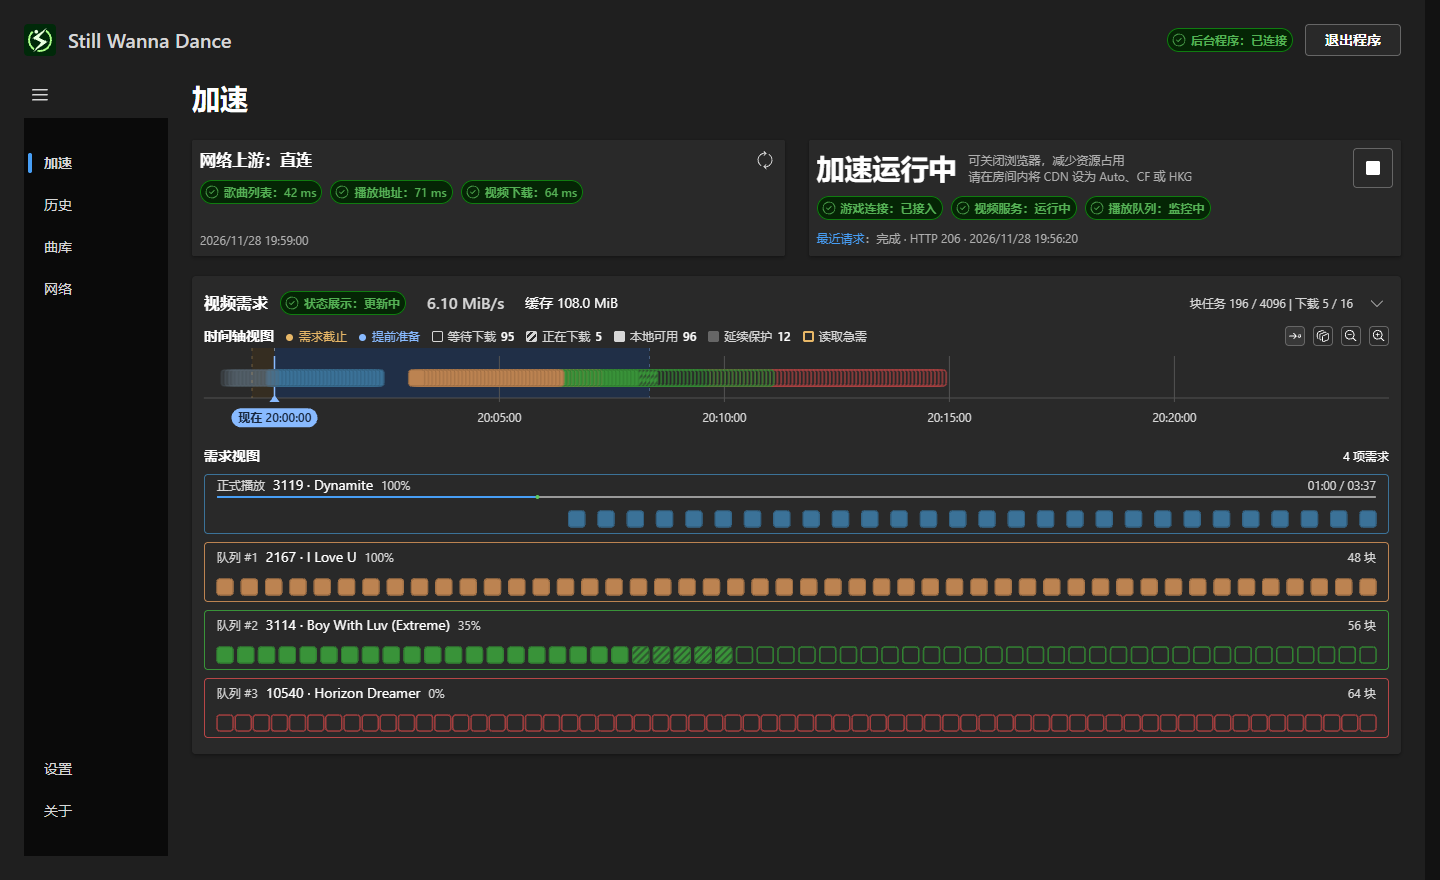 Still Wanna Dance
后台程序：已连接
退出程序
加速
加速
历史
曲库
网络
设置
关于
网络上游：直连
歌曲列表：42 ms
播放地址：71 ms
视频下载：64 ms
2026/11/28 19:59:00
加速运行中
可关闭浏览器，减少资源占用
请在房间内将 CDN 设为 Auto、CF 或 HKG
游戏连接：已接入
视频服务：运行中
播放队列：监控中
最近请求：完成 · HTTP 206 · 2026/11/28 19:56:20
视频需求
状态展示：更新中
6.10 MiB/s
缓存 108.0 MiB
块任务 196 / 4096 | 下载 5 / 16
时间轴视图
需求截止
提前准备
等待下载 95
正在下载 5
本地可用 96
延续保护 12
读取急需
现在 20:00:00
20:05:00
20:10:00
20:15:00
20:20:00
需求视图
4 项需求
正式播放 3119 · Dynamite 100%
01:00 / 03:37
队列 #1 2167 · I Love U 100%
48 块
队列 #2 3114 · Boy With Luv (Extreme) 35%
56 块
队列 #3 10540 · Horizon Dreamer 0%
64 块